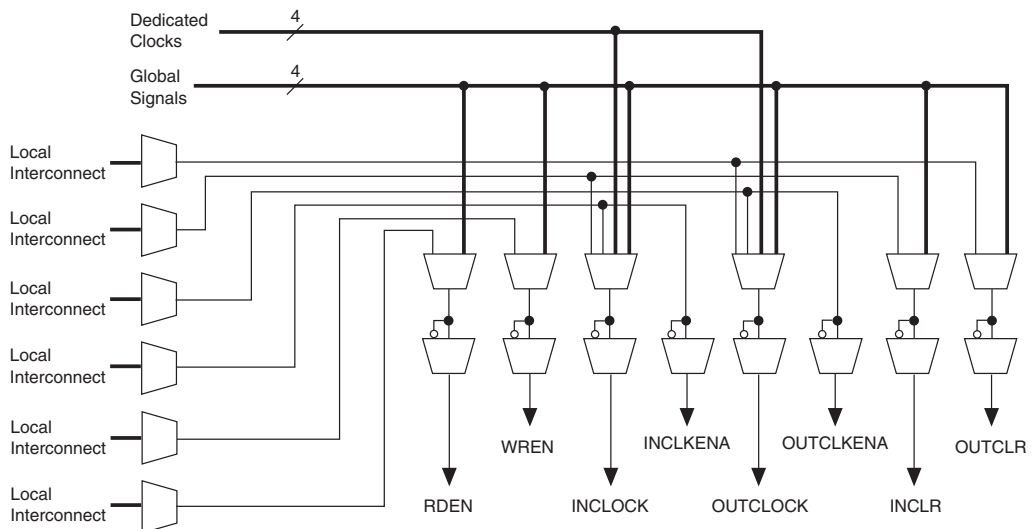 Dedicated
Clocks
4
Global
Signals
4
Local
Interconnect
Local
Interconnect
Local
Interconnect
Local
Interconnect
Local
Interconnect
Local
Interconnect
WREN
INCLKENA
OUTCLKENA
OUTCLR
RDEN
INCLOCK
OUTCLOCK
INCLR